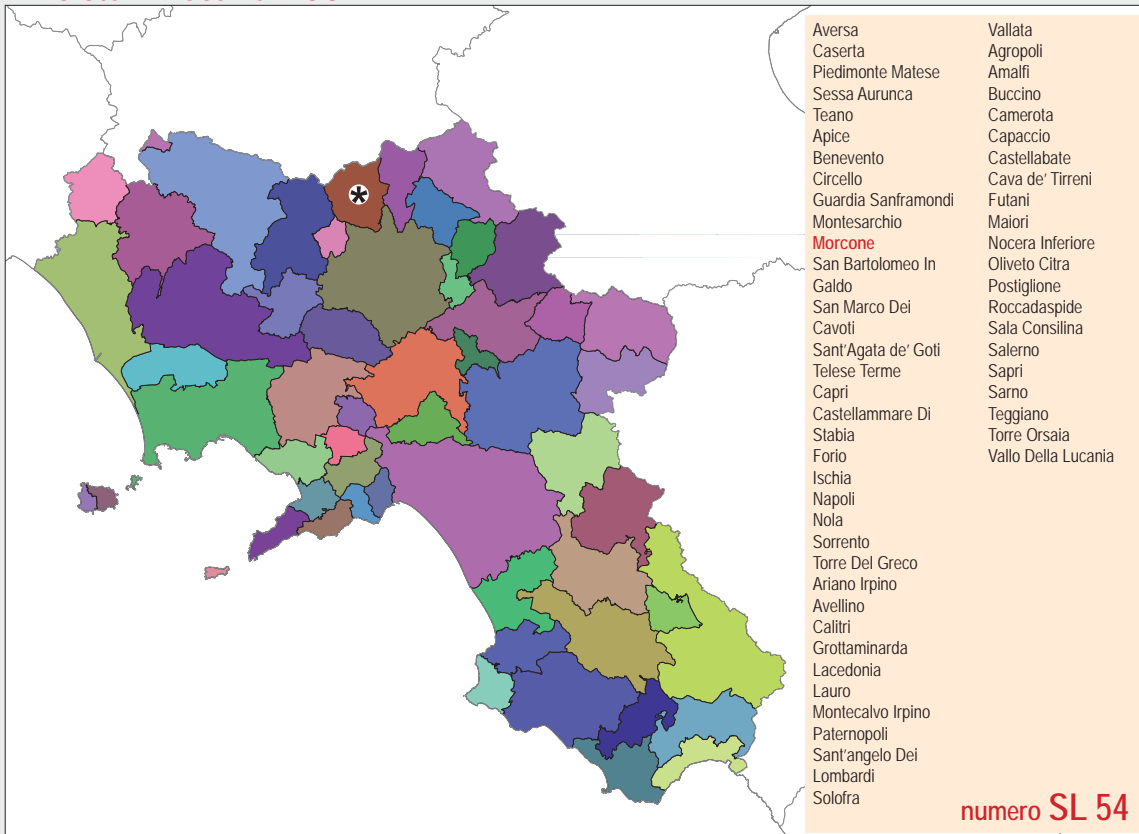 Aversa
Caserta
Piedimonte Matese
Sessa Aurunca
Teano
Apice
Benevento
Circello
Guardia Sanframondi
Montesarchio
Morcone
San Bartolomeo In
Galdo
San Marco Dei
Cavoti
Sant'Agata de' Goti
Telese Terme
Capri
Castellammare Di
Stabia
Forio
Ischia
Napoli
Nola
Sorrento
Torre Del Greco
Ariano Irpino
Avellino
Calitri
Grottaminarda
Lacedonia
Lauro
Montecalvo Irpino
Paternopoli
Sant'angelo Dei
Lombardi
Solofra
Vallata
Agropoli
Amalfi
Buccino
Camerota
Capaccio
Castellabate
Cava de' Tirreni
Futani
Maiori
Nocera Inferiore
Oliveto Citra
Postiglione
Roccadaspide
Sala Consilina
Salerno
Sapri
Sarno
Teggiano
Torre Orsaia
Vallo Della Lucania
numero SL 54